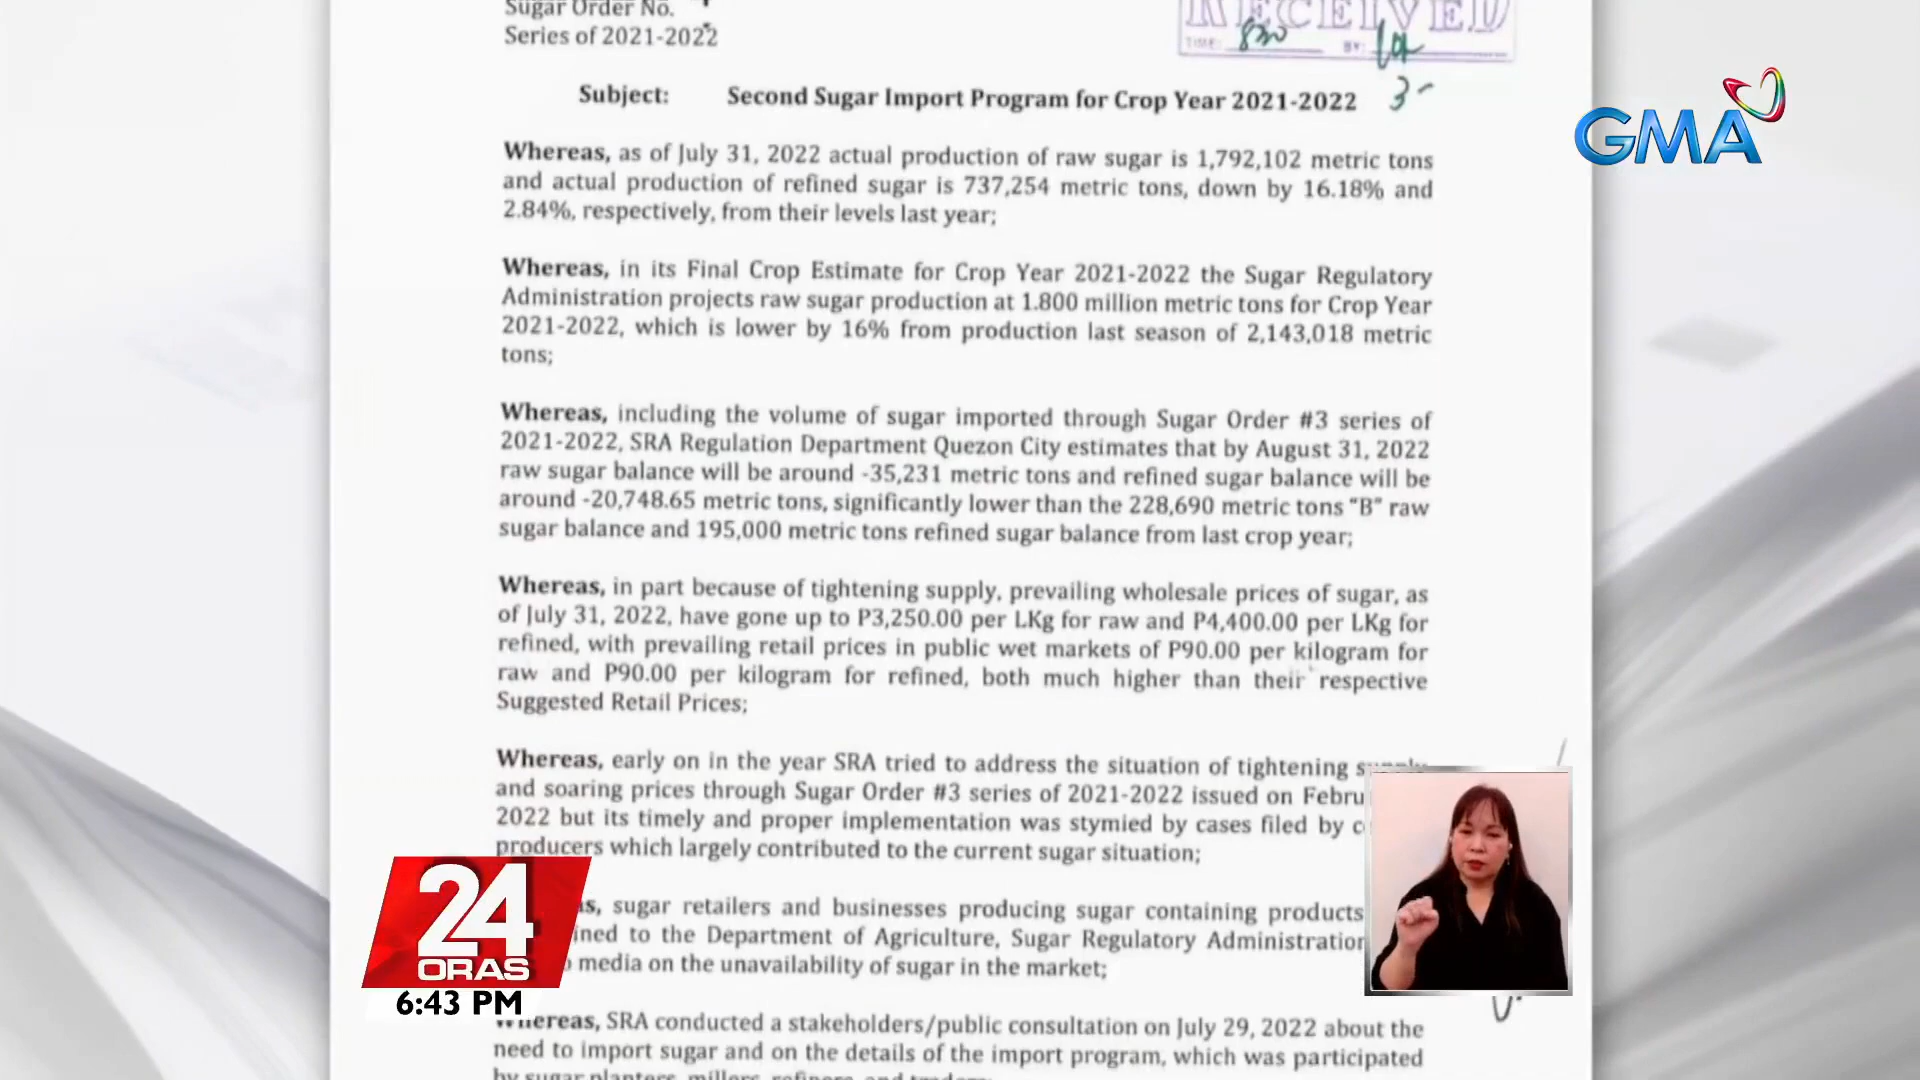 Sugar Order No.
Series of 2021-2022
RECEIVED
TIME: 830 BY:
Subject: Second Sugar Import Program for Crop Year 2021-2022
GMA
Whereas, as of July 31, 2022 actual production of raw sugar is 1,792,102 metric tons
and actual production of refined sugar is 737,254 metric tons, down by 16.18% and
2.84%, respectively, from their levels last year;
Whereas, in its Final Crop Estimate for Crop Year 2021-2022 the Sugar Regulatory
Administration projects raw sugar production at 1.800 million metric tons for Crop Year
2021-2022, which is lower by 16% from production last season of 2,143,018 metric
tons;
Whereas, including the volume of sugar imported through Sugar Order #3 series of
2021-2022, SRA Regulation Department Quezon City estimates that by August 31, 2022
raw sugar balance will be around -35,231 metric tons and refined sugar balance will be
around -20,748.65 metric tons, significantly lower than the 228,690 metric tons "B" raw
sugar balance and 195,000 metric tons refined sugar balance from last crop year;
Whereas, in part because of tightening supply, prevailing wholesale prices of sugar, as
of July 31, 2022, have gone up to P3,250.00 per LKg for raw and P4,400.00 per LKg for
refined, with prevailing retail prices in public wet markets of P90.00 per kilogram for
raw and P90.00 per kilogram for refined, both much higher than their respective
Suggested Retail Prices;
Whereas, early on in the year SRA tried to address the situation of tightening
and soaring prices through Sugar Order #3 series of 2021-2022 issued on
2022 but its timely and proper implementation was stymied by cases filed by
producers which largely contributed to the current sugar situation;
sugar retailers and businesses producing sugar containing products
to the Department of Agriculture, Sugar Regulatory Administration
media on the unavailability of sugar in the market;
Whereas, SRA conducted a stakeholders/public consultation on July 29, 2022 about the
need to import sugar and on the details of the import program, which was participated
by sugar planters, millers, refiners, and traders;
24
ORAS
6:43 PM